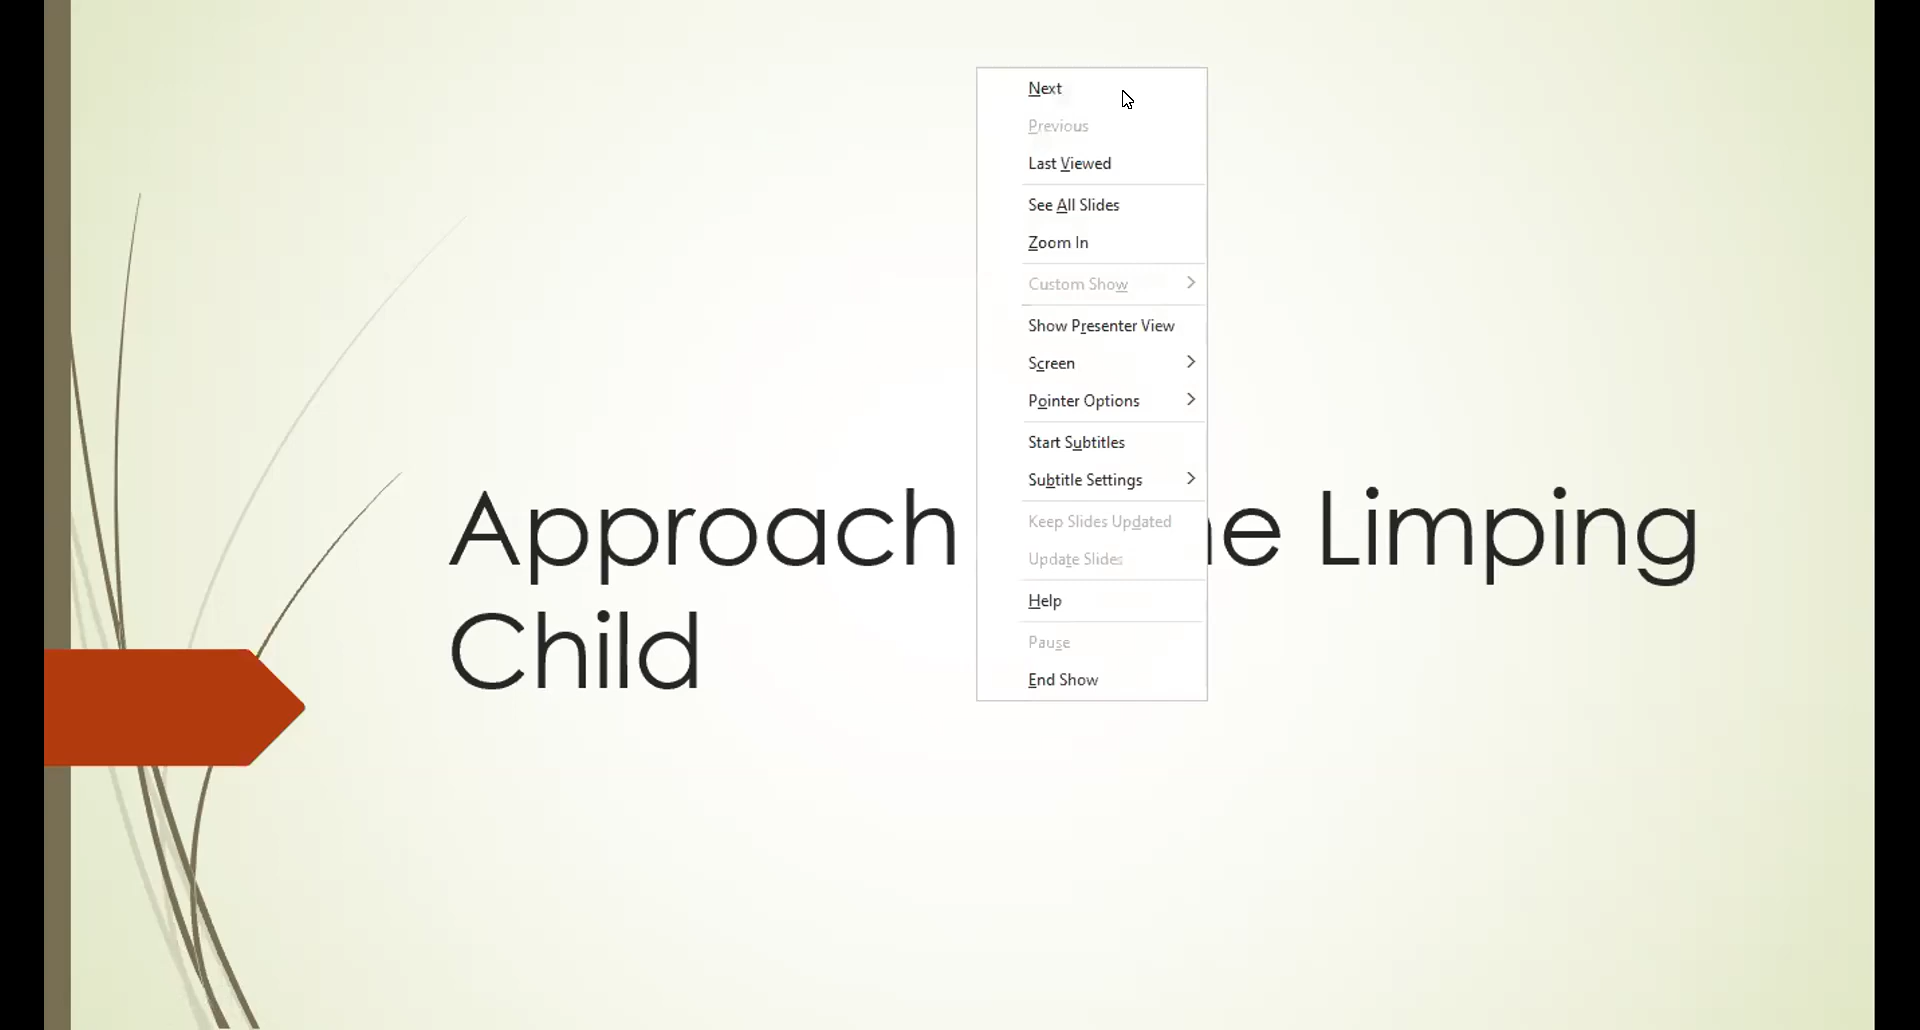 Next
Previous
Last Viewed
See All Slides
Zoom In
Custom Show
Show Presenter View
Screen
Pointer Options
Start Subtitles
Subtitle Settings
Keep Slides Updated
Update Slides
Help
Pause
End Show
Approach he Limping
Child